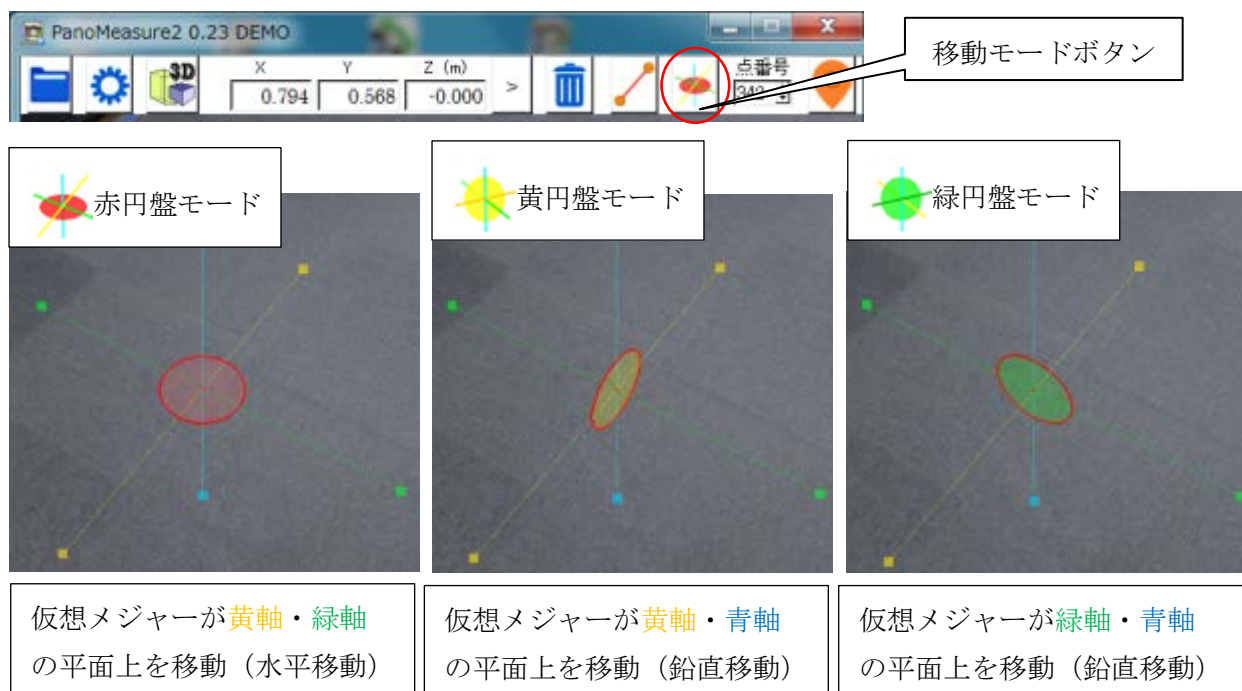 PanoMeasure2 0.23 DEMO
移動モードボタン
3D
X Y Z (m)
点番号
0.794 0.568 -0.000 >
342
赤円盤モード
黄円盤モード
緑円盤モード
仮想メジャーが黄軸・緑軸
の平面上を移動（水平移動）
仮想メジャーが黄軸・青軸
の平面上を移動（鉛直移動）
仮想メジャーが緑軸・青軸
の平面上を移動（鉛直移動）